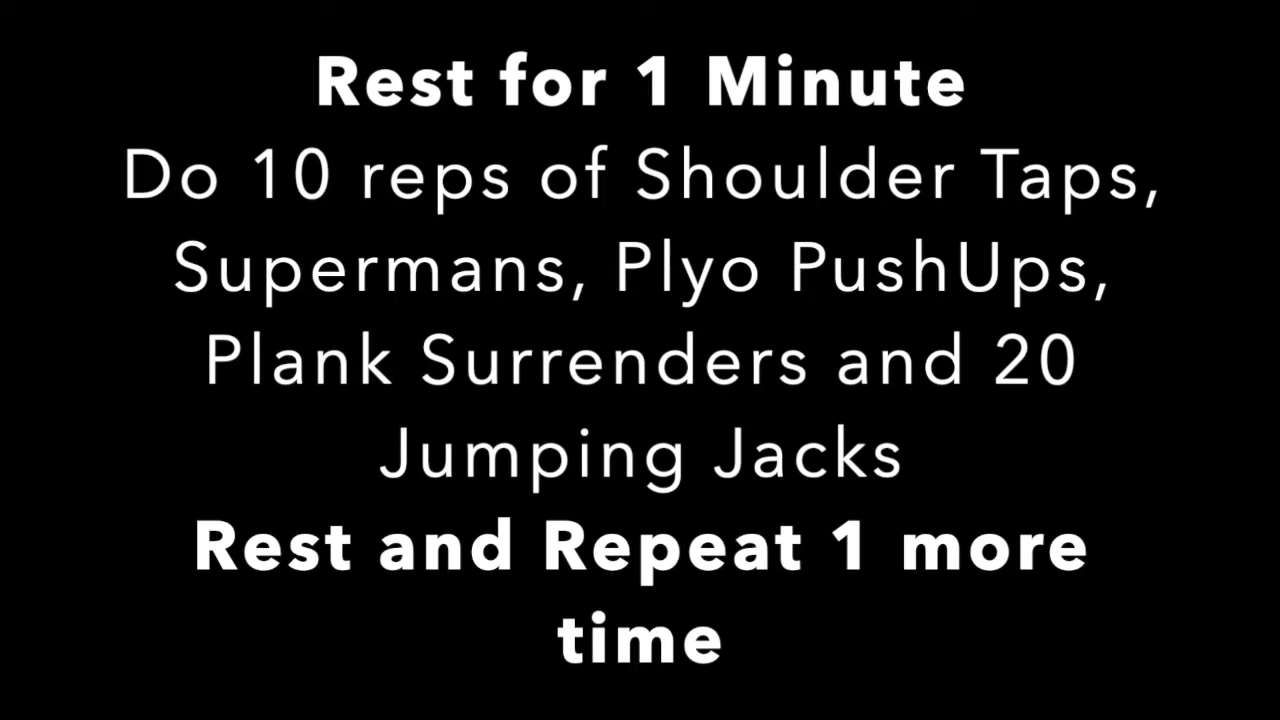 Rest for 1 Minute
Do 10 reps of Shoulder Taps,
Supermans, Plyo PushUps,
Plank Surrenders and 20
Jumping Jacks
Rest and Repeat 1 more
time